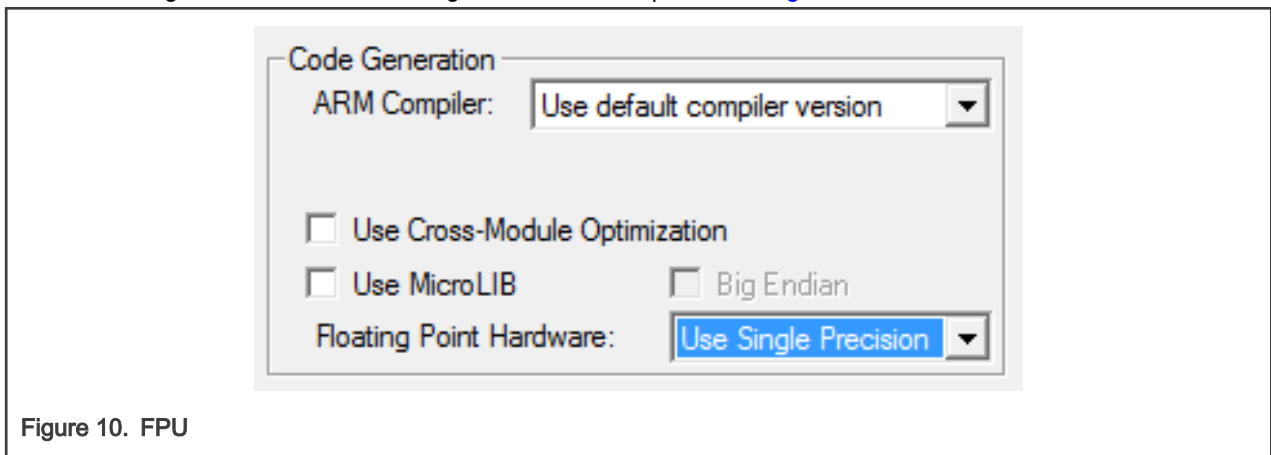 Code Generation
ARM Compiler: Use default compiler version
Use Cross-Module Optimization
Use MicroLIB Big Endian
Floating Point Hardware: Use Single Precision
Figure 10. FPU